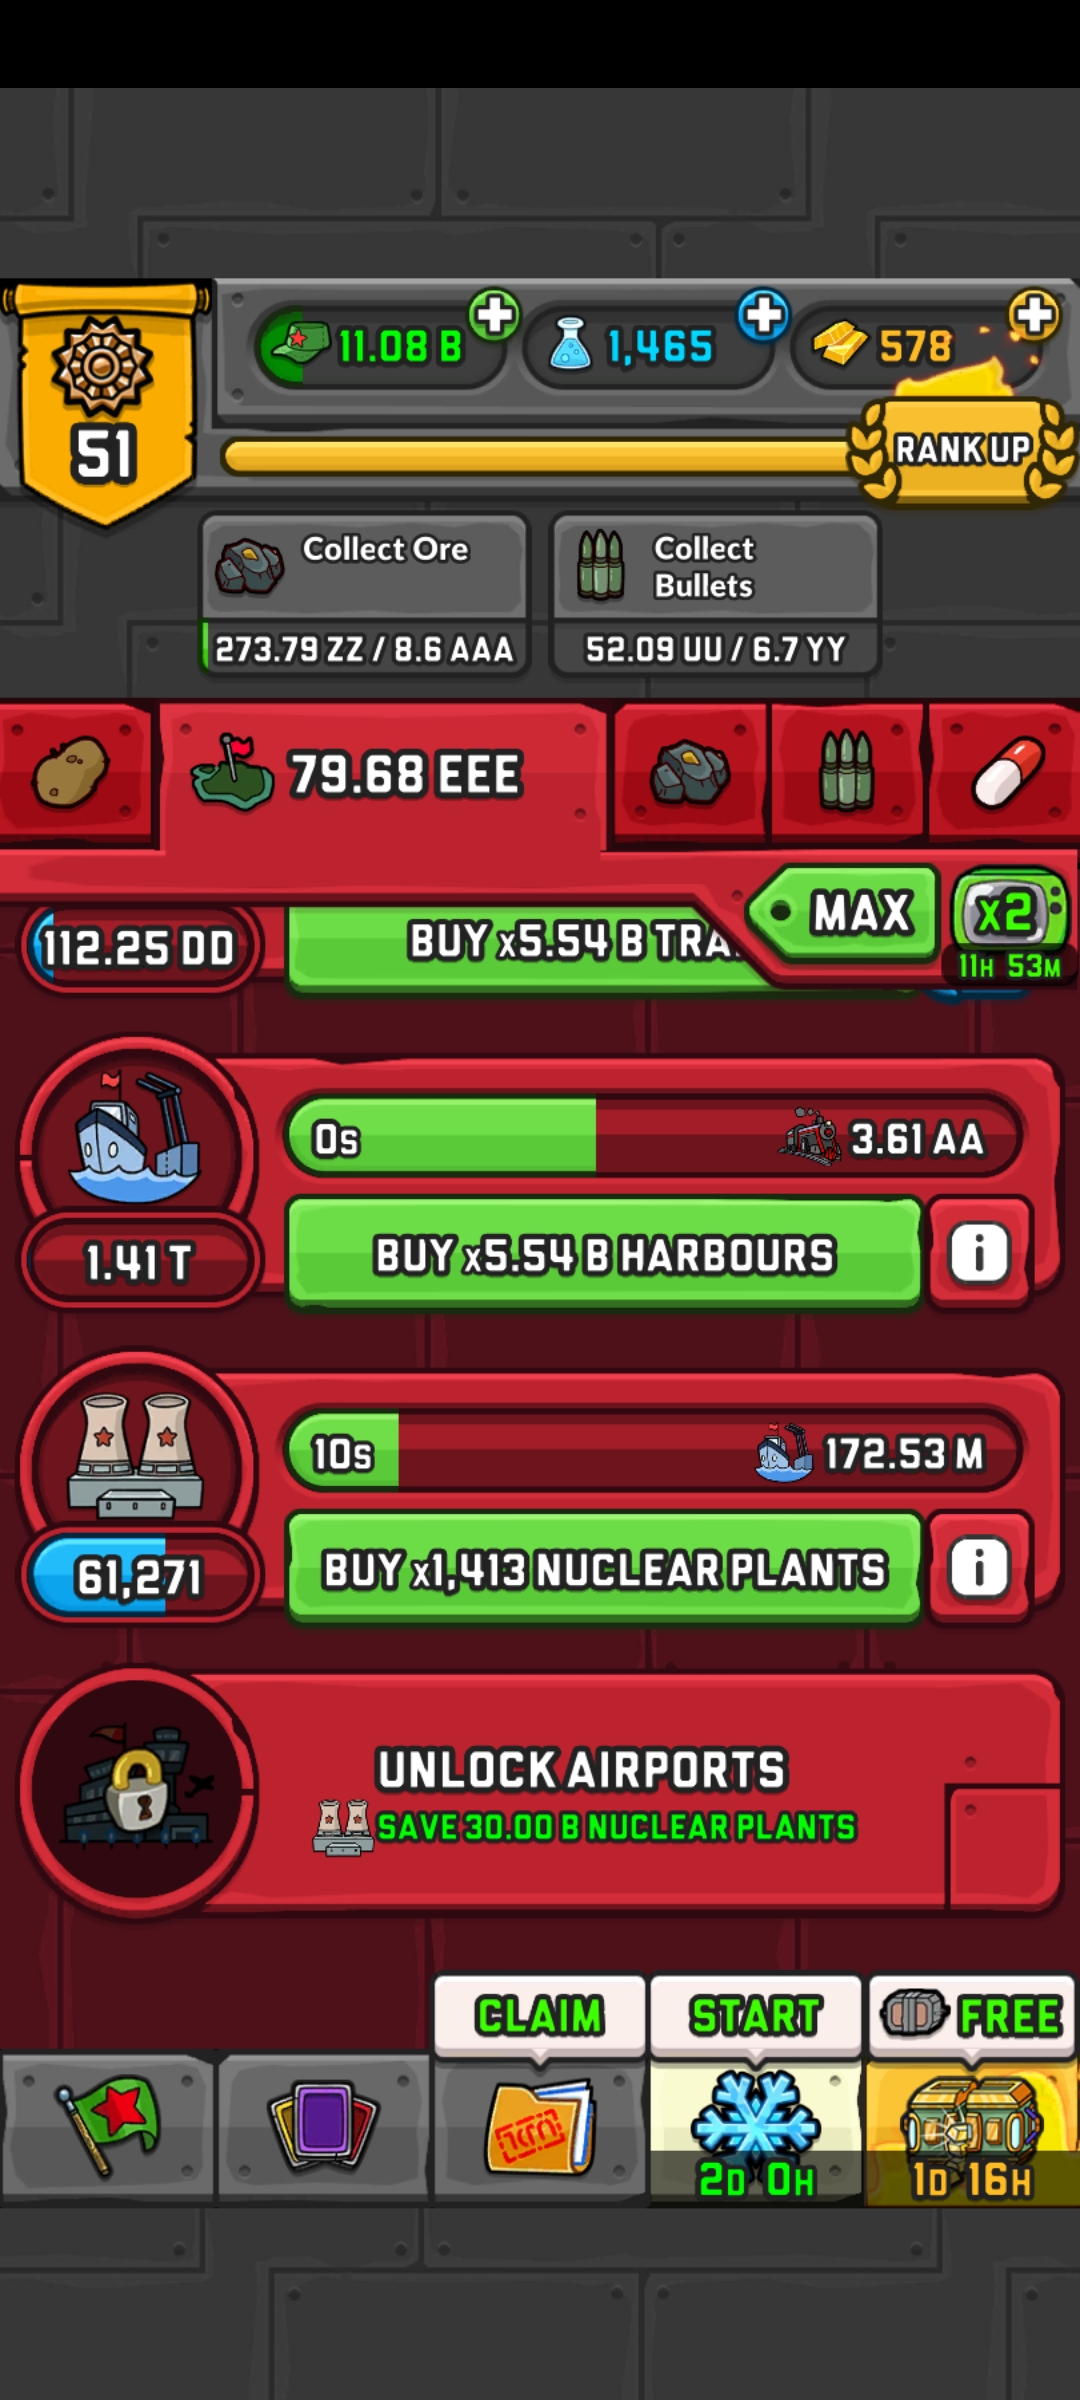 11.08 B
1,465
578
51
RANK UP
Collect Ore
273.79 ZZ / 8.6 AAA
Collect
Bullets
52.09 UU / 6.7 YY
79.68 EEE
MAX
x2
11H 53M
112.25 DD
BUY x5.54 B TRA
0s
3.61 AA
1.41 T
BUY x5.54 B HARBOURS
i
10s
172.53 M
61,271
BUY x1,413 NUCLEAR PLANTS
i
UNLOCK AIRPORTS
SAVE 30.00 B NUCLEAR PLANTS
CLAIM
START
FREE
2D 0H
1D 16H